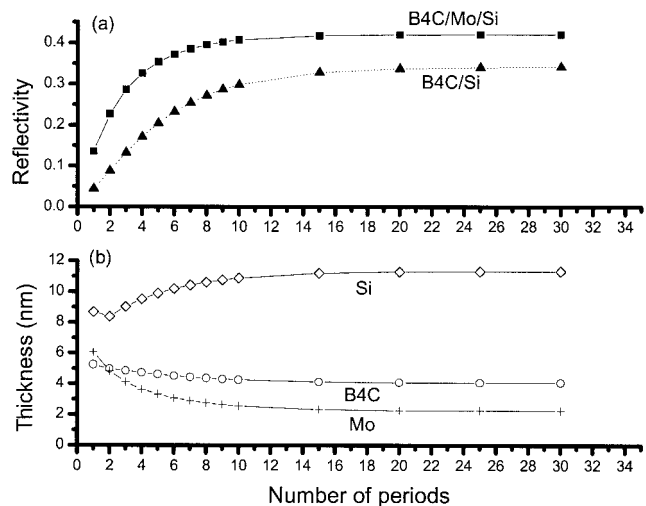 (a)
B4C/Mo/Si
B4C/Si
Reflectivity
0.4
0.3
0.2
0.1
0.0
0 2 4 6 8 10 12 14 16 18 20 22 24 26 28 30 32 34
(b)
Si
B4C
Mo
Thickness (nm)
12
10
8
6
4
2
0
0 2 4 6 8 10 12 14 16 18 20 22 24 26 28 30 32 34
Number of periods